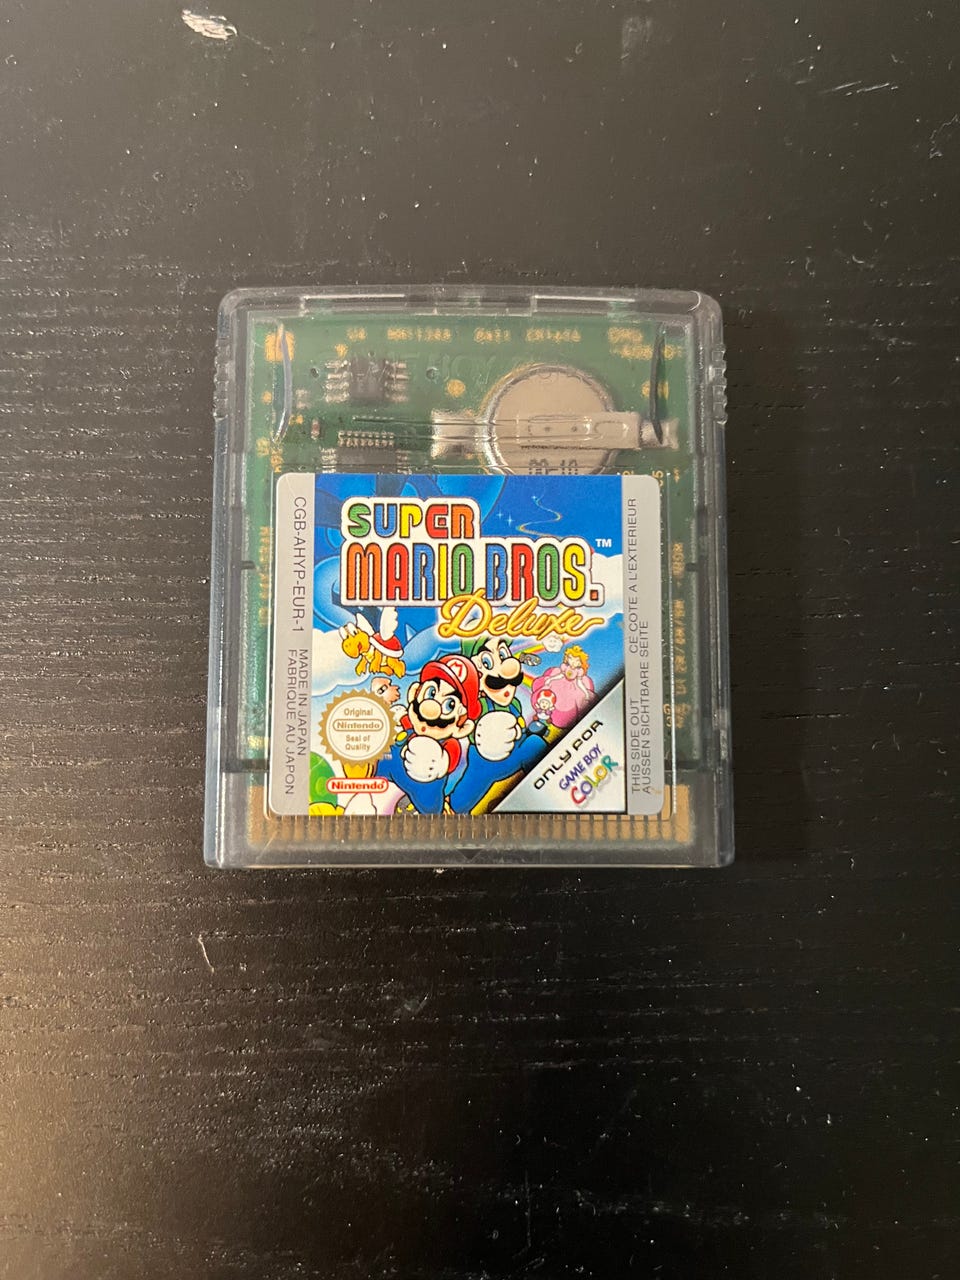 SUPER
MARIO BROS.
TM
Deluxe
Original
Nintendo
Seal of
Quality
Nintendo
ONLY FOR
GAME BOY
COLOR
CGB-AHYP-EUR-1
MADE IN JAPAN
FABRIQUE AU JAPON
THIS SIDE OUT CE COTE A L'EXTERIEUR
AUSSEN SICHTBARE SEITE